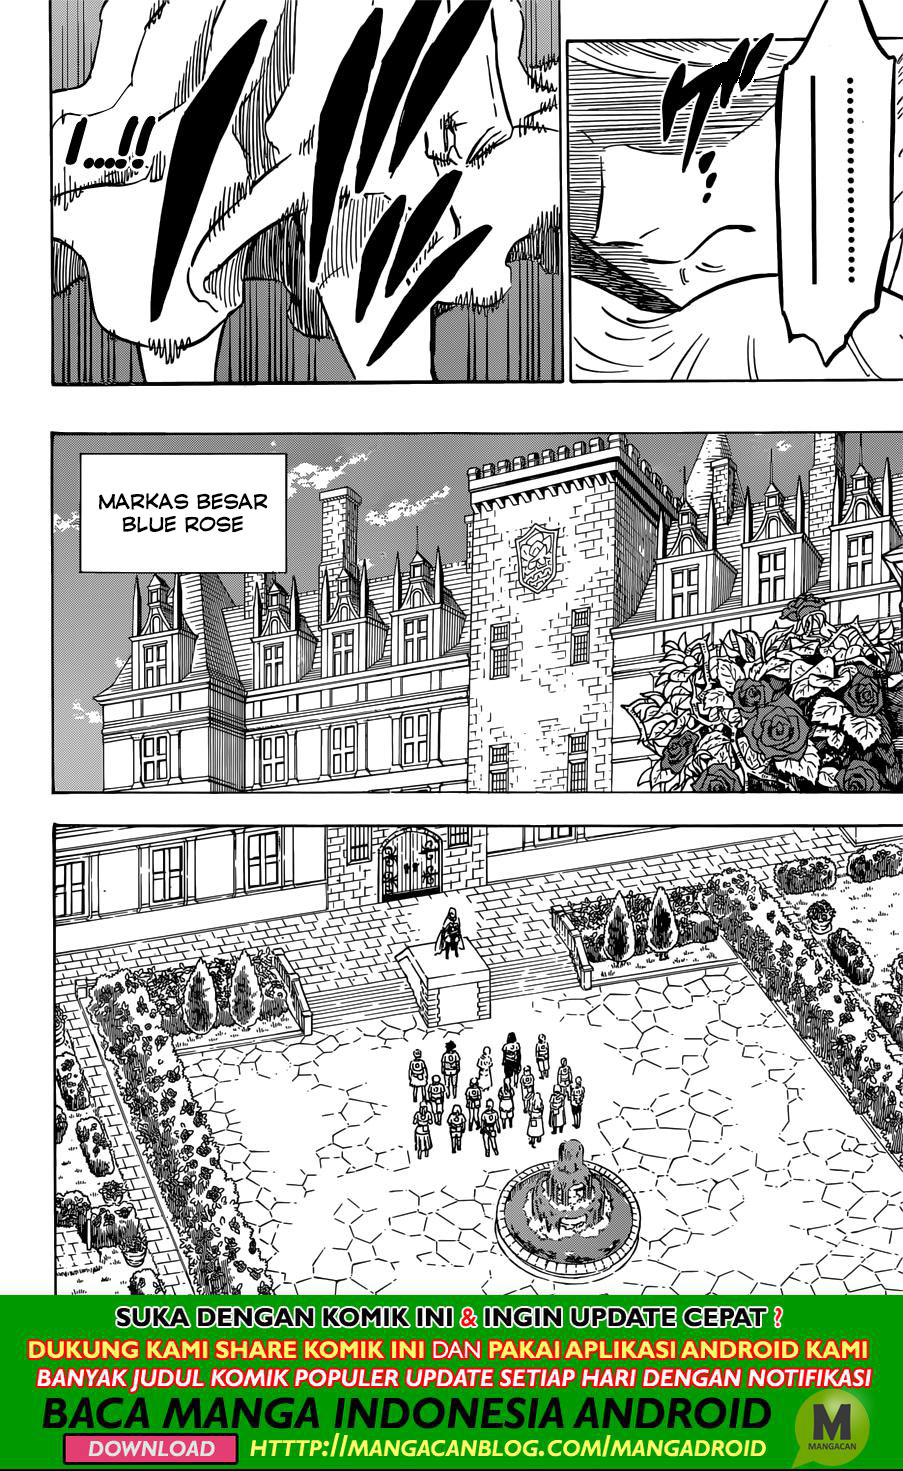 !...!!
MARKAS BESAR
BLUE ROSE
SUKA DENGAN KOMIK INI & INGIN UPDATE CEPAT ?
DUKUNG KAMI SHARE KOMIK INI DAN PAKAI APLIKASI ANDROID KAMI
BANYAK JUDUL KOMIK POPULER UPDATE SETIAP HARI DENGAN NOTIFIKASI
BACA MANGA INDONESIA ANDROID
M
MANGACAN
DOWNLOAD HTTTP://MANGACANBLOG.COM/MANGADROID